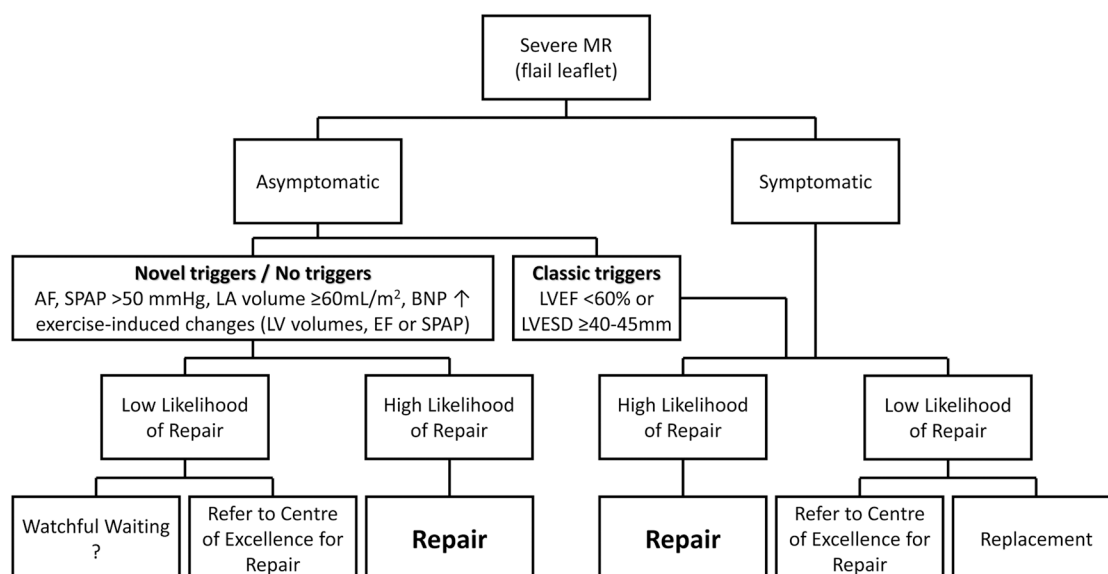 Severe MR
(flail leaflet)
Asymptomatic
Symptomatic
Novel triggers / No triggers
AF, SPAP >50 mmHg, LA volume ≥60mL/m², BNP ↑
exercise-induced changes (LV volumes, EF or SPAP)
Classic triggers
LVEF <60% or
LVESD ≥40-45mm
Low Likelihood
of Repair
High Likelihood
of Repair
High Likelihood
of Repair
Low Likelihood
of Repair
Watchful Waiting
?
Refer to Centre
of Excellence for
Repair
Repair
Repair
Refer to Centre
of Excellence for
Repair
Replacement